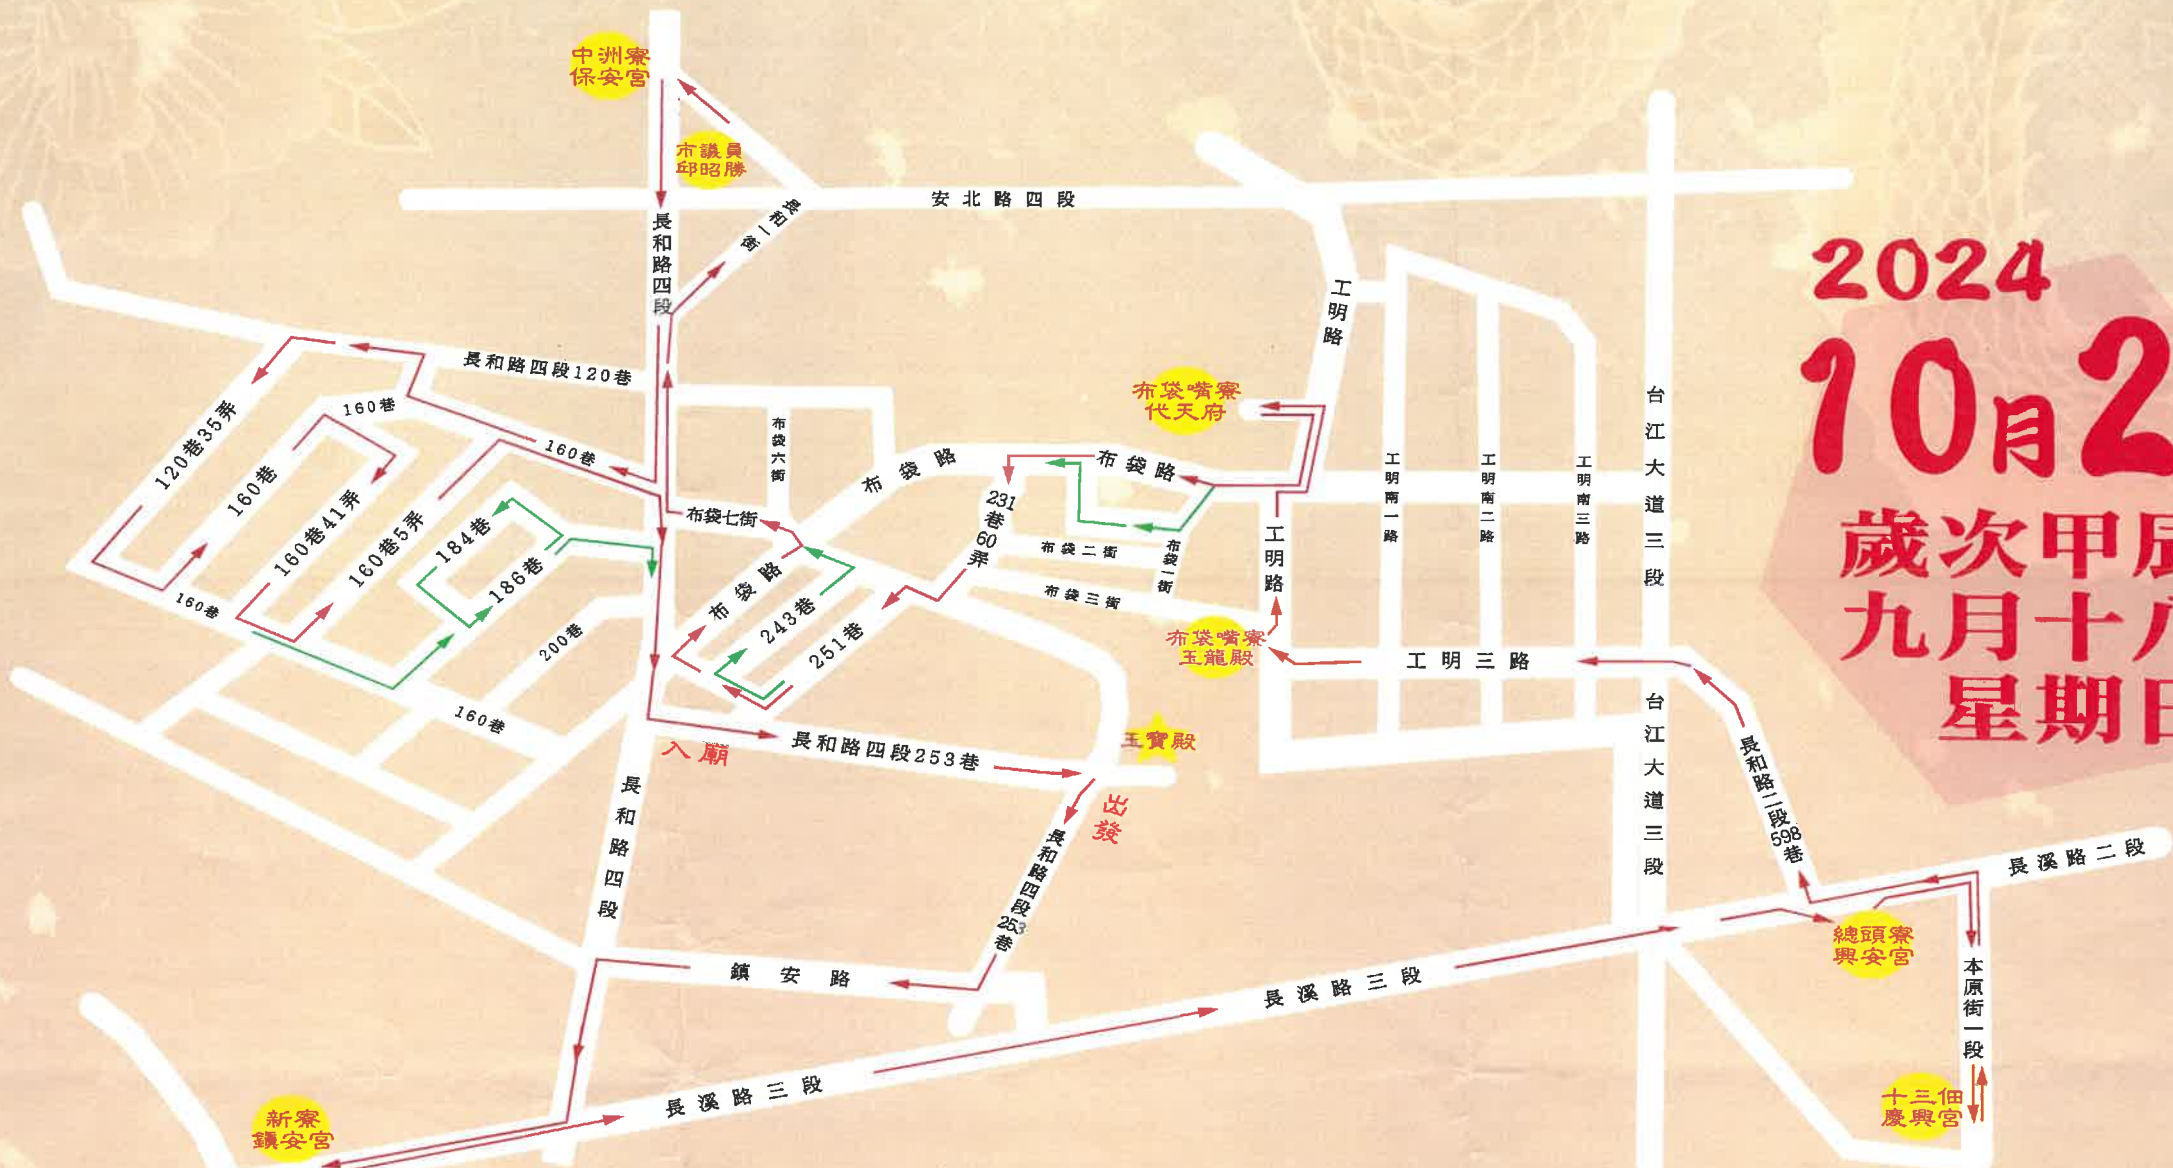 中洲寮
保安宮
市議員
邱昭勝
安北路四段
長和路四段
長和一街
工明路
2024
10月2
歲次甲辰
九月十八
星期日
長和路四段120巷
布袋嘴寮
代天府
台江大道三段
120巷35弄
160巷
160巷
160巷
布袋六街
布袋路
布袋路
工明南一路
工明南二路
工明南三路
231巷60弄
160巷41弄
160巷5弄
184巷
186巷
布袋七街
布袋二街
布袋一街
布袋三街
工明路
160巷
200巷
布袋路
243巷
251巷
布袋嘴寮
玉龍殿
工明三路
160巷
入廟
長和路四段253巷
玉寶殿
出發
台江大道三段
長和路二段598巷
長和路四段
長和路四段253巷
長溪路二段
鎮安路
長溪路三段
總頭寮
興安宮
本原街一段
長溪路三段
新寮
鎮安宮
十三佃
慶興宮